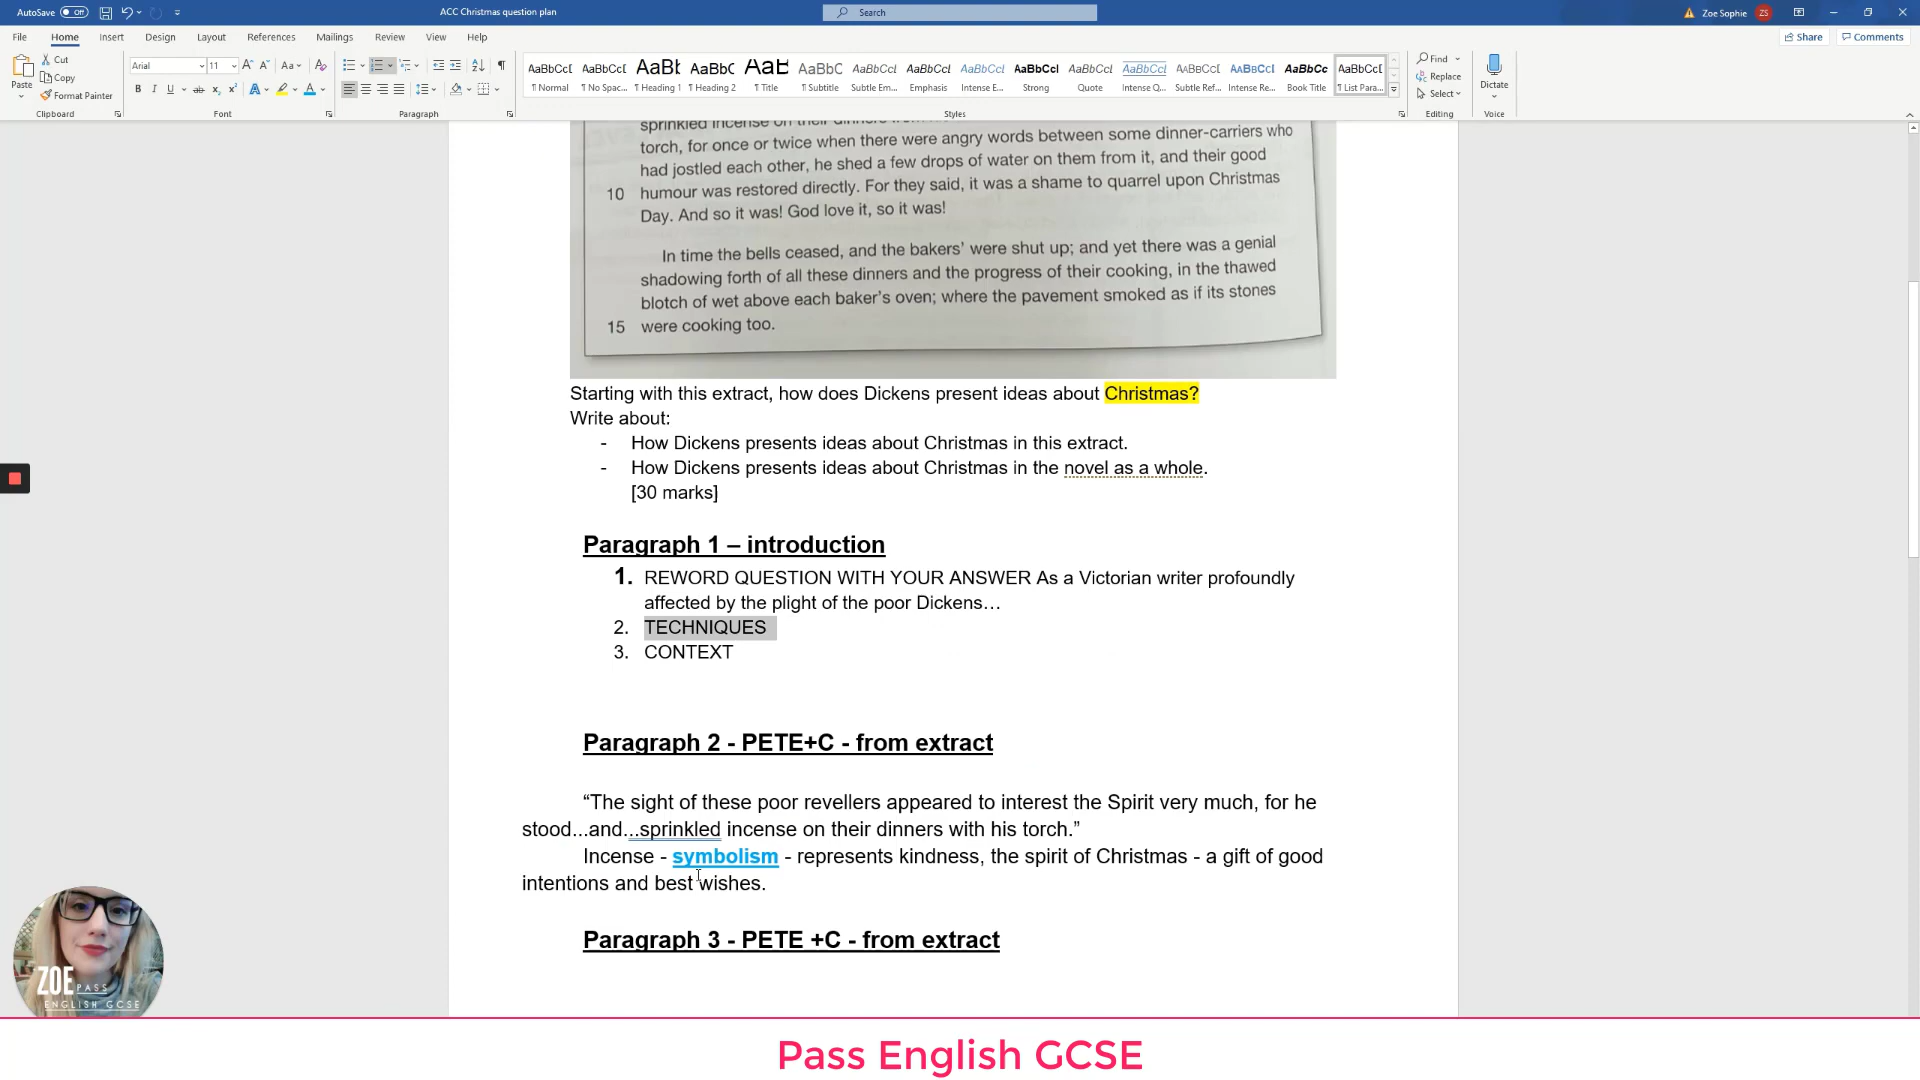 AutoSave Off
ACC Christmas question plan
Search
Zoe Sophie ZS
File Home Insert Design Layout References Mailings Review View Help
Share Comments
Paste
Cut
Copy
Format Painter
Clipboard
Arial 11
Font
Paragraph
AaBbCcI ¶ Normal
¶ No Spac...
¶ Heading 1
¶ Heading 2
¶ Title
¶ Subtitle
Subtle Em...
Emphasis
Intense E...
Strong
Quote
Intense Q...
Subtle Ref...
Intense Re...
Book Title
¶ List Para...
Styles
Find
Replace
Select
Editing
Dictate
Voice
sprinkled incense on their dinners
torch, for once or twice when there were angry words between some dinner-carriers who
had jostled each other, he shed a few drops of water on them from it, and their good
10 humour was restored directly. For they said, it was a shame to quarrel upon Christmas
Day. And so it was! God love it, so it was!
In time the bells ceased, and the bakers' were shut up; and yet there was a genial
shadowing forth of all these dinners and the progress of their cooking, in the thawed
blotch of wet above each baker's oven; where the pavement smoked as if its stones
15 were cooking too.
Starting with this extract, how does Dickens present ideas about Christmas?
Write about:
- How Dickens presents ideas about Christmas in this extract.
- How Dickens presents ideas about Christmas in the novel as a whole.
[30 marks]
Paragraph 1 – introduction
1. REWORD QUESTION WITH YOUR ANSWER As a Victorian writer profoundly
affected by the plight of the poor Dickens…
2. TECHNIQUES
3. CONTEXT
Paragraph 2 - PETE+C - from extract
“The sight of these poor revellers appeared to interest the Spirit very much, for he
stood...and...sprinkled incense on their dinners with his torch.”
Incense - symbolism - represents kindness, the spirit of Christmas - a gift of good
intentions and best wishes.
Paragraph 3 - PETE +C - from extract
ZOE PASS
ENGLISH GCSE
Pass English GCSE